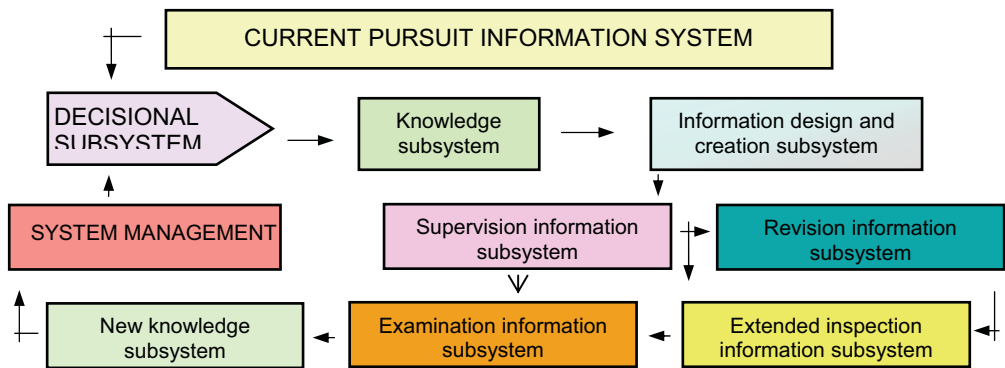 CURRENT PURSUIT INFORMATION SYSTEM
DECISIONAL
SUBSYSTEM
Knowledge
subsystem
Information design and
creation subsystem
SYSTEM MANAGEMENT
Supervision information
subsystem
Revision information
subsystem
New knowledge
subsystem
Examination information
subsystem
Extended inspection
information subsystem